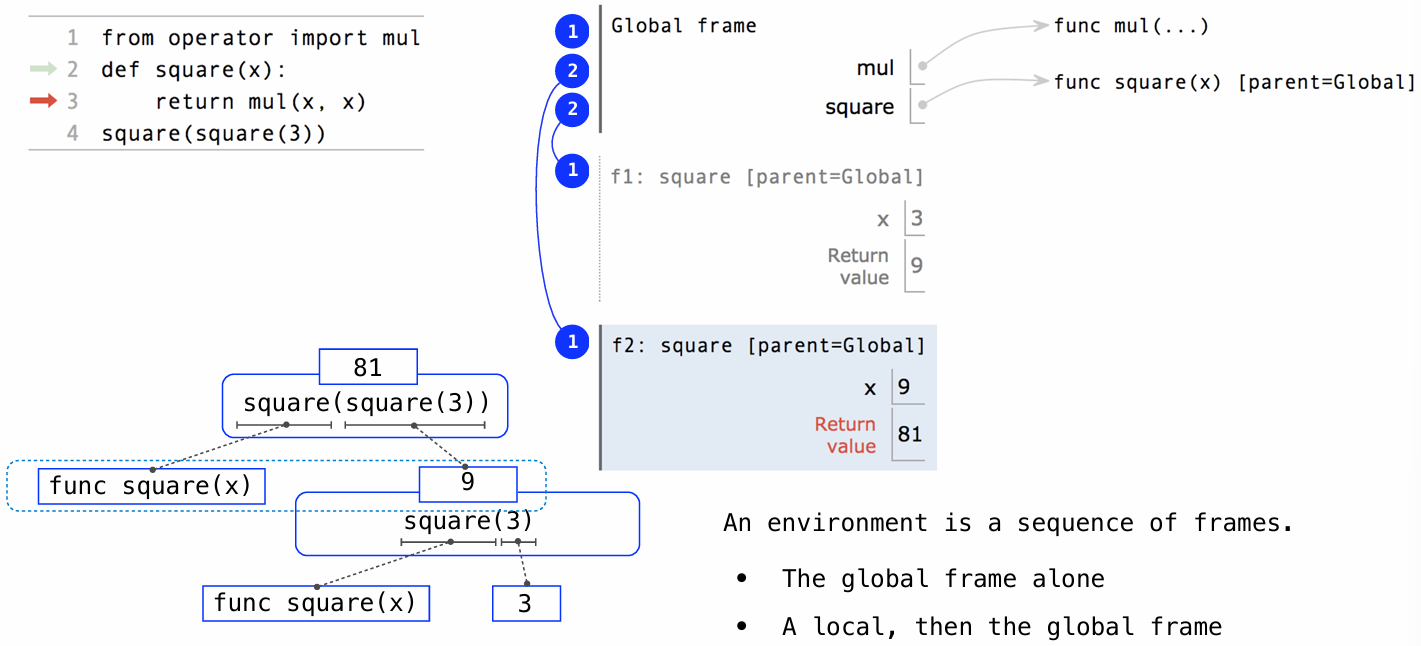 1 from operator import mul
2 def square(x):
3 return mul(x, x)
4 square(square(3))
1 Global frame
2 mul
2 square
func mul(...)
func square(x) [parent=Global]
1 f1: square [parent=Global]
x 3
Return
value 9
1 f2: square [parent=Global]
x 9
Return
value 81
81
square(square(3))
func square(x)
9
square(3)
func square(x)
3
An environment is a sequence of frames.
• The global frame alone
• A local, then the global frame